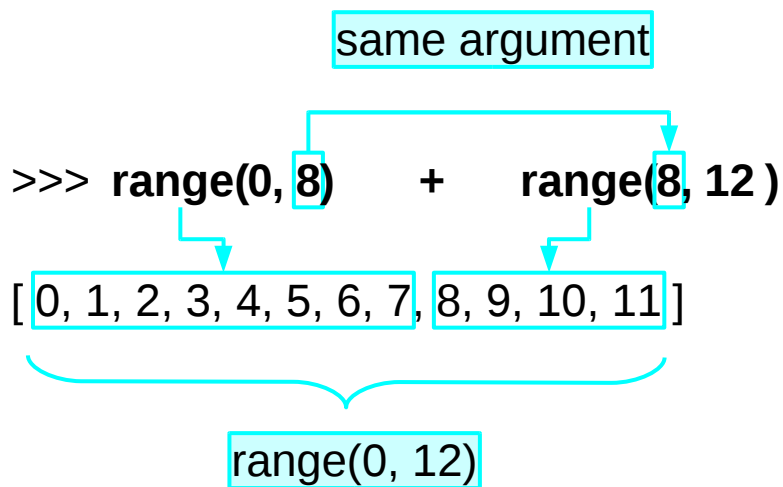 same argument
>>> range(0, 8) + range(8, 12 )
[ 0, 1, 2, 3, 4, 5, 6, 7, 8, 9, 10, 11 ]
range(0, 12)